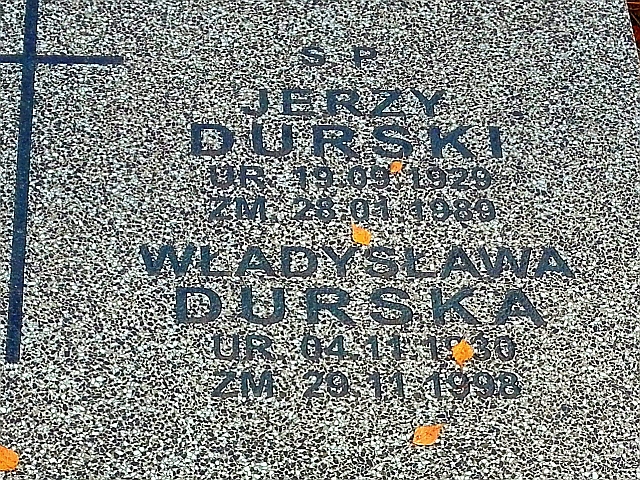 S P
JERZY
DURSKI
UR. 19.09.1929
ZM. 28.01.1989
WŁADYSŁAWA
DURSKA
UR. 04.11.1930
ZM. 29.11.1998